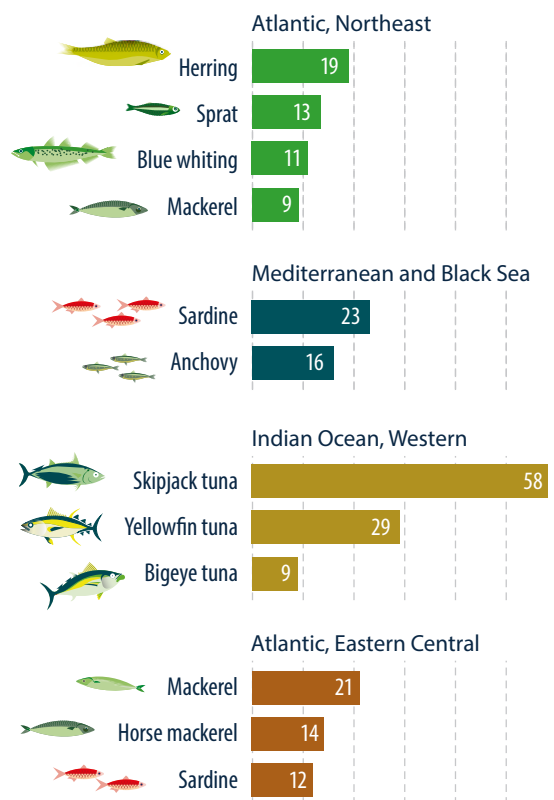 Atlantic, Northeast
Herring 19
Sprat 13
Blue whiting 11
Mackerel 9
Mediterranean and Black Sea
Sardine 23
Anchovy 16
Indian Ocean, Western
Skipjack tuna 58
Yellowfin tuna 29
Bigeye tuna 9
Atlantic, Eastern Central
Mackerel 21
Horse mackerel 14
Sardine 12